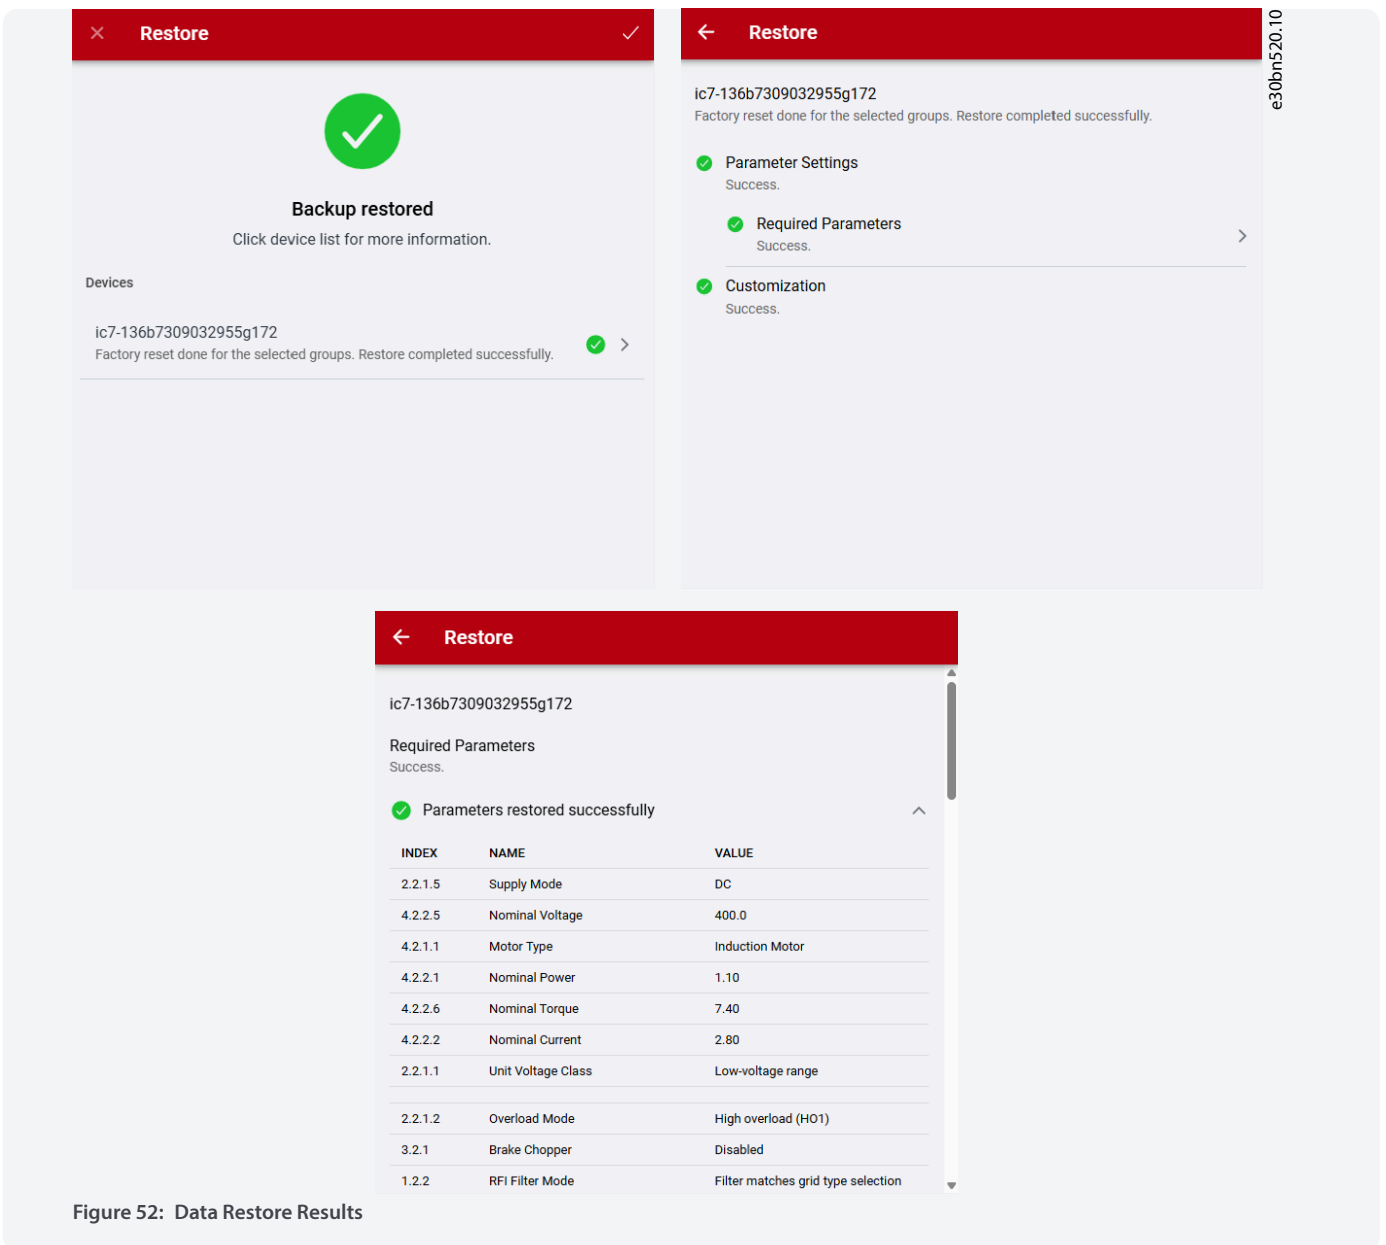 Restore
Backup restored
Click device list for more information.
Devices
ic7-136b7309032955g172
Factory reset done for the selected groups. Restore completed successfully.
Restore
ic7-136b7309032955g172
Factory reset done for the selected groups. Restore completed successfully.
Parameter Settings
Success.
Required Parameters
Success.
Customization
Success.
e30bn520.10
Restore
ic7-136b7309032955g172
Required Parameters
Success.
Parameters restored successfully
INDEX NAME VALUE
2.2.1.5 Supply Mode DC
4.2.2.5 Nominal Voltage 400.0
4.2.1.1 Motor Type Induction Motor
4.2.2.1 Nominal Power 1.10
4.2.2.6 Nominal Torque 7.40
4.2.2.2 Nominal Current 2.80
2.2.1.1 Unit Voltage Class Low-voltage range
2.2.1.2 Overload Mode High overload (HO1)
3.2.1 Brake Chopper Disabled
1.2.2 RFI Filter Mode Filter matches grid type selection
Figure 52: Data Restore Results